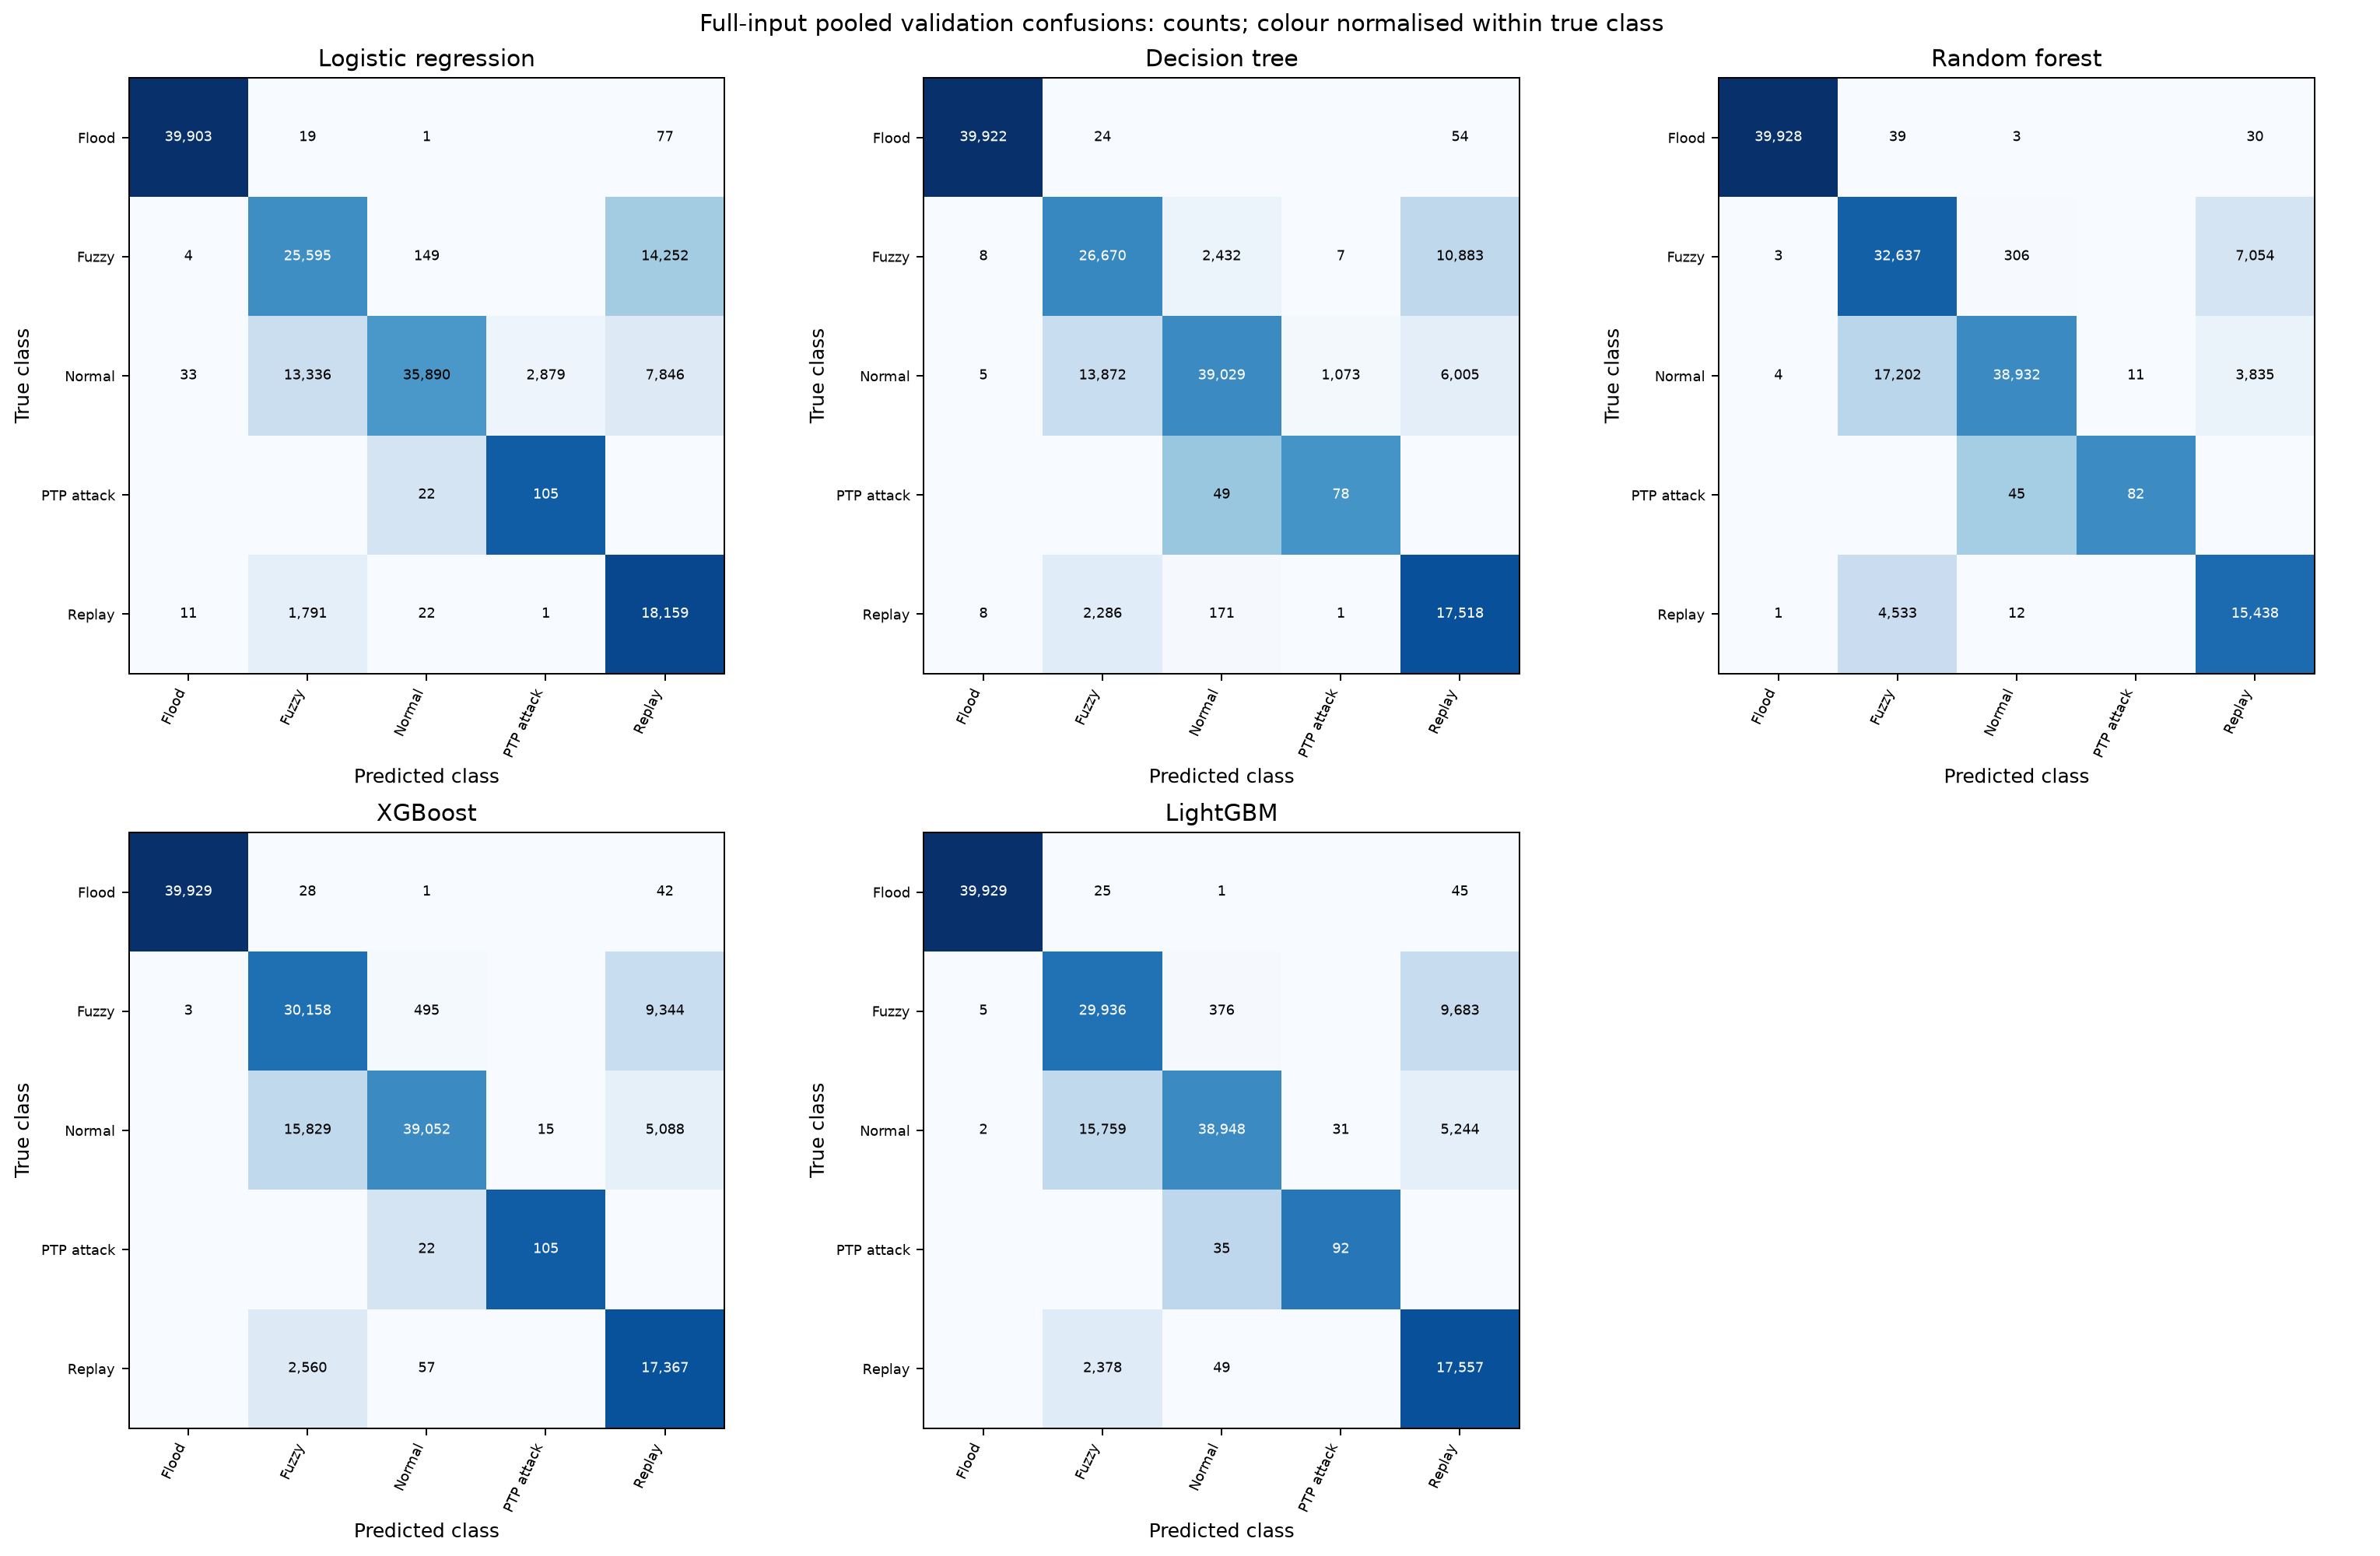 Full-input pooled validation confusions: counts; colour normalised within true class
Logistic regression
True class
Flood 39,903 19 1 77
Fuzzy 4 25,595 149 14,252
Normal 33 13,336 35,890 2,879 7,846
PTP attack 22 105
Replay 11 1,791 22 1 18,159
Flood Fuzzy Normal PTP attack Replay
Predicted class
Decision tree
True class
Flood 39,922 24 54
Fuzzy 8 26,670 2,432 7 10,883
Normal 5 13,872 39,029 1,073 6,005
PTP attack 49 78
Replay 8 2,286 171 1 17,518
Flood Fuzzy Normal PTP attack Replay
Predicted class
Random forest
True class
Flood 39,928 39 3 30
Fuzzy 3 32,637 306 7,054
Normal 4 17,202 38,932 11 3,835
PTP attack 45 82
Replay 1 4,533 12 15,438
Flood Fuzzy Normal PTP attack Replay
Predicted class
XGBoost
True class
Flood 39,929 28 1 42
Fuzzy 3 30,158 495 9,344
Normal 15,829 39,052 15 5,088
PTP attack 22 105
Replay 2,560 57 17,367
Flood Fuzzy Normal PTP attack Replay
Predicted class
LightGBM
True class
Flood 39,929 25 1 45
Fuzzy 5 29,936 376 9,683
Normal 2 15,759 38,948 31 5,244
PTP attack 35 92
Replay 2,378 49 17,557
Flood Fuzzy Normal PTP attack Replay
Predicted class